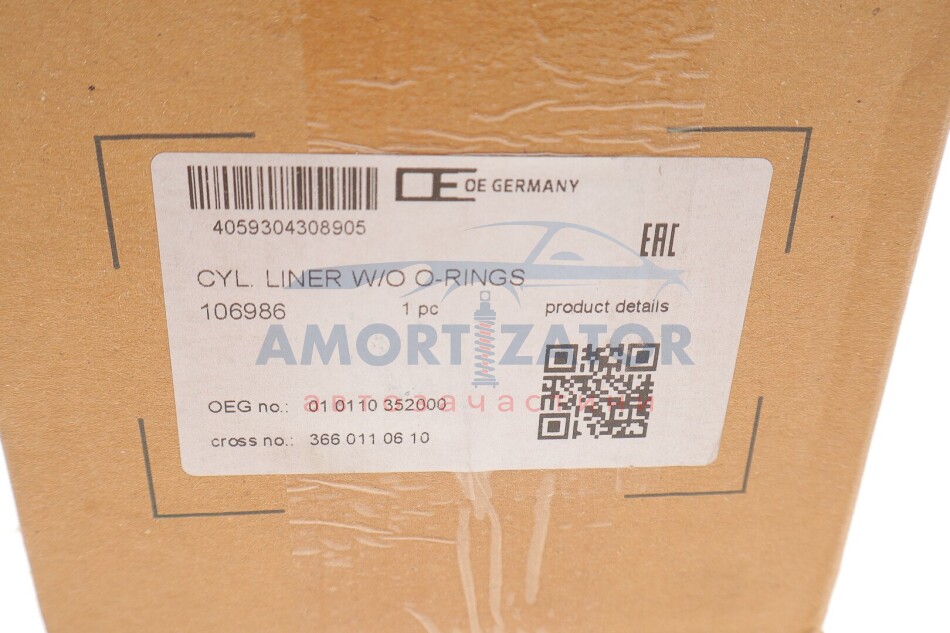 OE GERMANY
4059304308905
EAC
CYL. LINER W/O O-RINGS
106986 1 pc product details
AMORTIZATOR
автозапчастини
OEG no.: 01 0110 352000
cross no.: 366 011 06 10